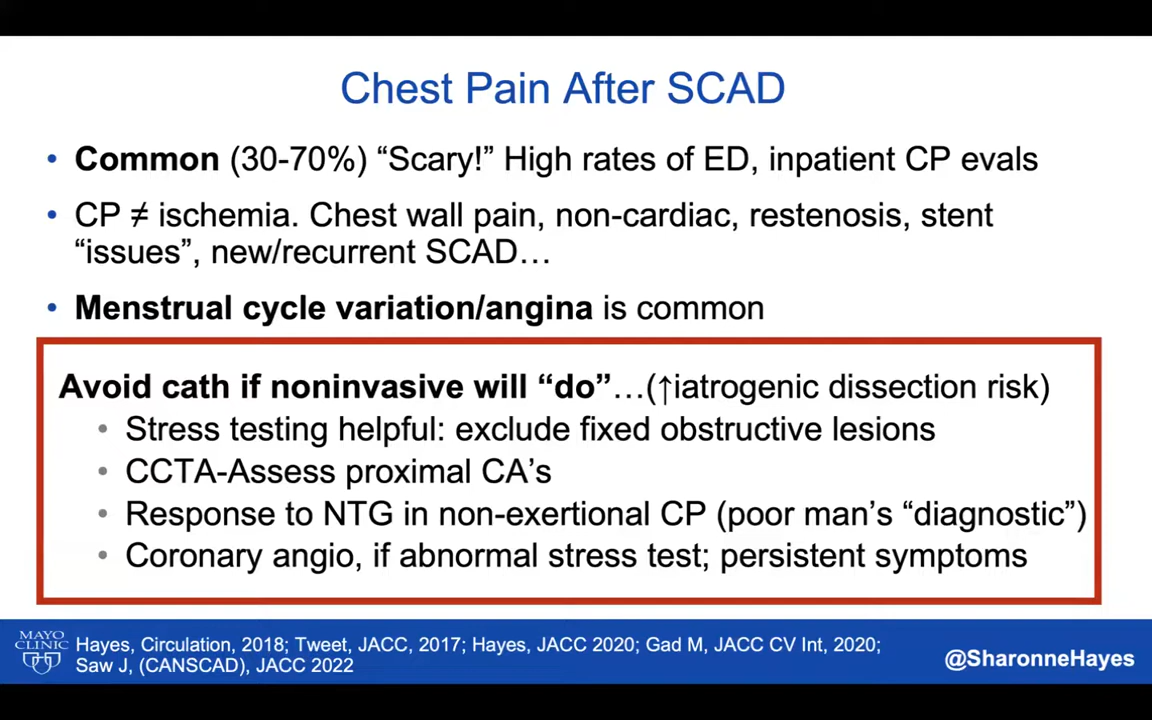 Chest Pain After SCAD
• Common (30-70%) “Scary!” High rates of ED, inpatient CP evals
• CP ≠ ischemia. Chest wall pain, non-cardiac, restenosis, stent
“issues”, new/recurrent SCAD…
• Menstrual cycle variation/angina is common
Avoid cath if noninvasive will “do”…(↑iatrogenic dissection risk)
• Stress testing helpful: exclude fixed obstructive lesions
• CCTA-Assess proximal CA’s
• Response to NTG in non-exertional CP (poor man’s “diagnostic”)
• Coronary angio, if abnormal stress test; persistent symptoms
MAYO
CLINIC
Hayes, Circulation, 2018; Tweet, JACC, 2017; Hayes, JACC 2020; Gad M, JACC CV Int, 2020;
Saw J, (CANSCAD), JACC 2022
@SharonneHayes